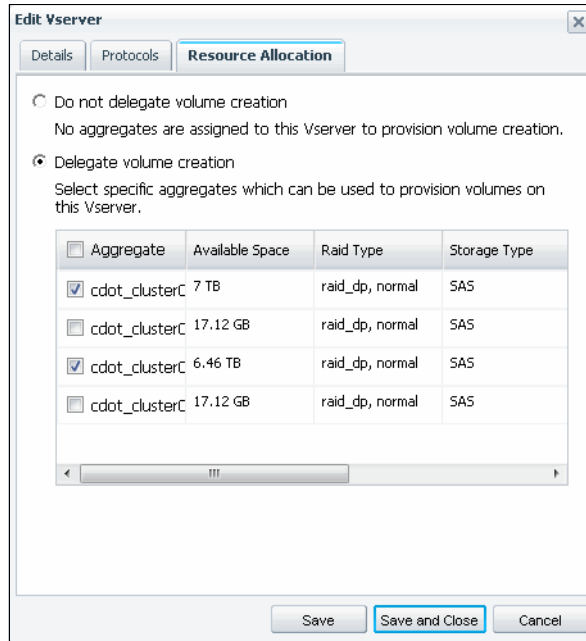 Edit Vserver
Details Protocols Resource Allocation
Do not delegate volume creation
No aggregates are assigned to this Vserver to provision volume creation.
Delegate volume creation
Select specific aggregates which can be used to provision volumes on
this Vserver.
Aggregate Available Space Raid Type Storage Type
cdot_clusterC 7 TB raid_dp, normal SAS
cdot_clusterC 17.12 GB raid_dp, normal SAS
cdot_clusterC 6.46 TB raid_dp, normal SAS
cdot_clusterC 17.12 GB raid_dp, normal SAS
Save Save and Close Cancel